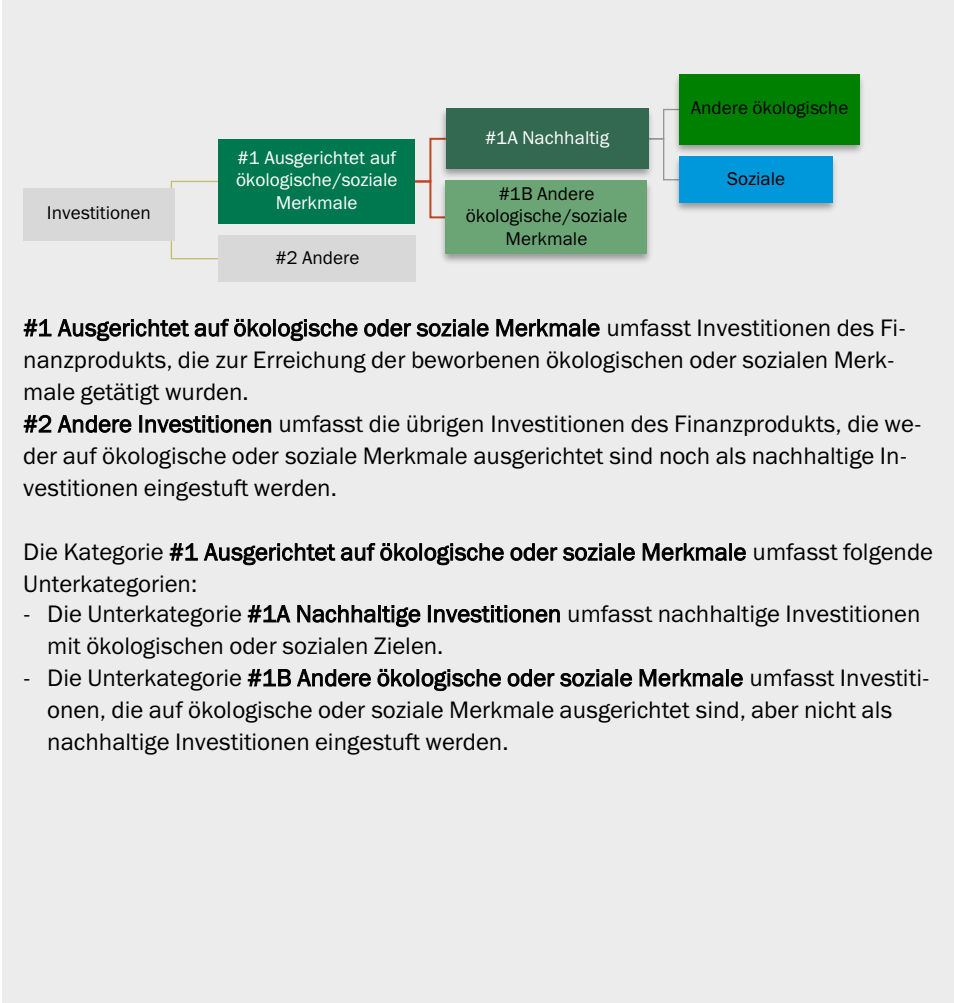 Investitionen
#1 Ausgerichtet auf
ökologische/soziale
Merkmale
#2 Andere
#1A Nachhaltig
#1B Andere
ökologische/soziale
Merkmale
Andere ökologische
Soziale
#1 Ausgerichtet auf ökologische oder soziale Merkmale umfasst Investitionen des Fi-
nanzprodukts, die zur Erreichung der beworbenen ökologischen oder sozialen Merk-
male getätigt wurden.
#2 Andere Investitionen umfasst die übrigen Investitionen des Finanzprodukts, die we-
der auf ökologische oder soziale Merkmale ausgerichtet sind noch als nachhaltige In-
vestitionen eingestuft werden.
Die Kategorie #1 Ausgerichtet auf ökologische oder soziale Merkmale umfasst folgende
Unterkategorien:
- Die Unterkategorie #1A Nachhaltige Investitionen umfasst nachhaltige Investitionen
mit ökologischen oder sozialen Zielen.
- Die Unterkategorie #1B Andere ökologische oder soziale Merkmale umfasst Investiti-
onen, die auf ökologische oder soziale Merkmale ausgerichtet sind, aber nicht als
nachhaltige Investitionen eingestuft werden.